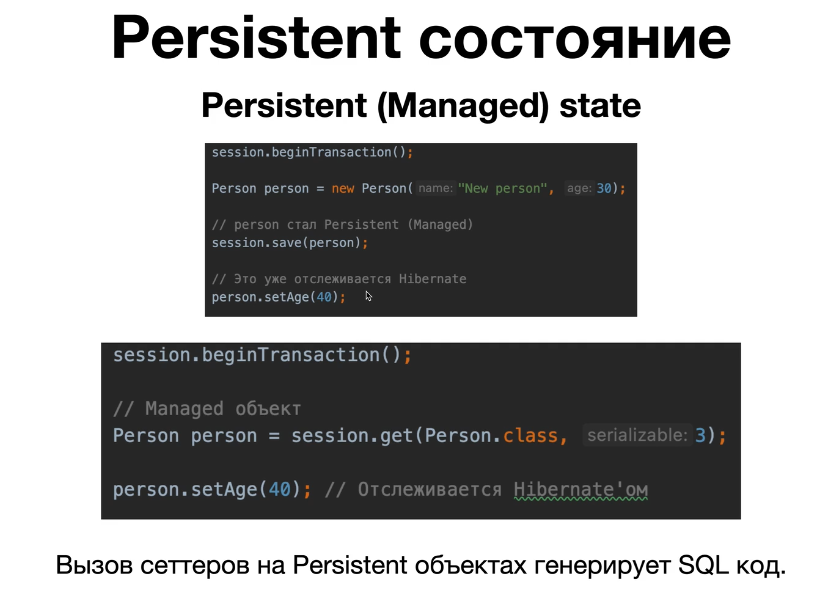 Persistent состояние
Persistent (Managed) state
session.beginTransaction();
Person person = new Person( name: "New person", age: 30);
// person стал Persistent (Managed)
session.save(person);
// Это уже отслеживается Hibernate
person.setAge(40);
session.beginTransaction();
// Managed объект
Person person = session.get(Person.class, serializable: 3);
person.setAge(40); // Отслеживается Hibernate'ом
Вызов сеттеров на Persistent объектах генерирует SQL код.